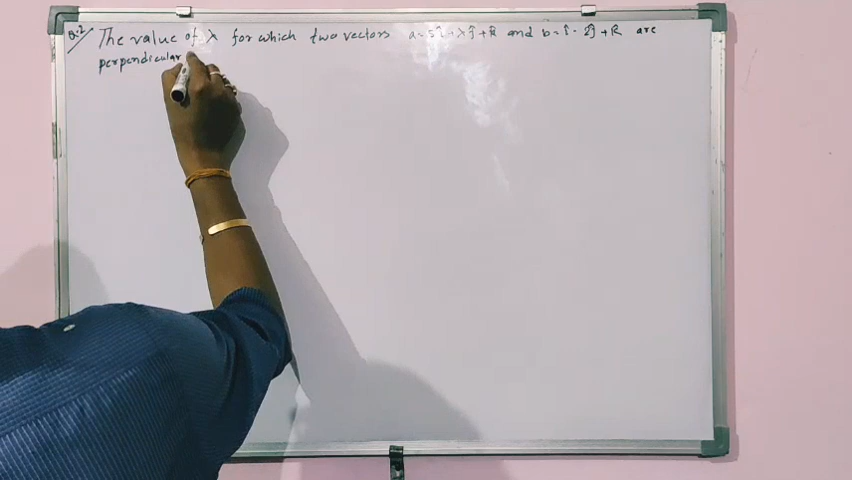 Q.2/ The value of λ for which two vectors a = 5î + λĵ + k̂ and b = î - 2ĵ + k̂ are
perpendicular